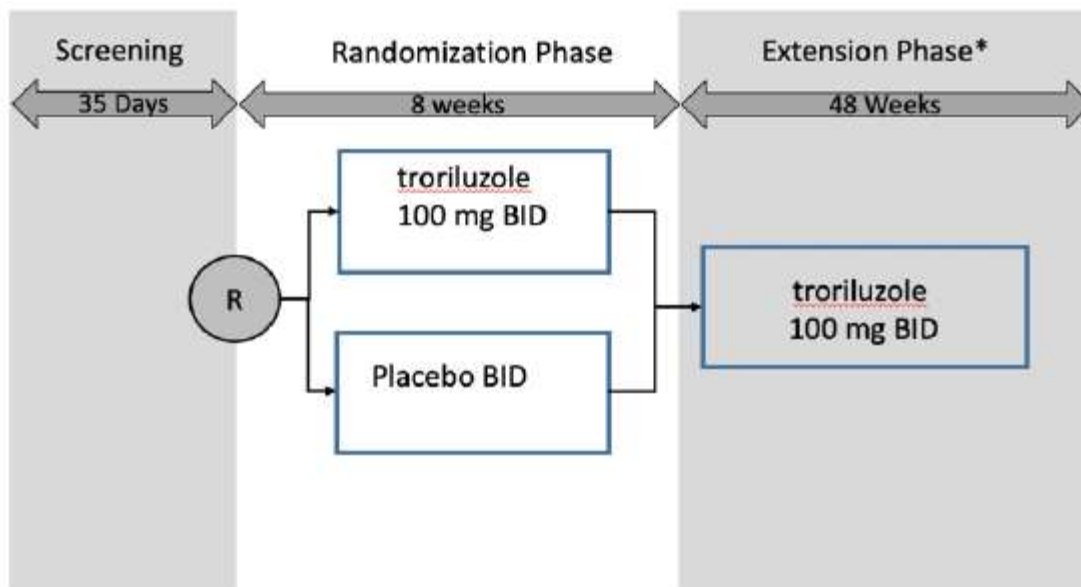 Screening
Randomization Phase
Extension Phase*
35 Days
8 weeks
48 Weeks
troriluzole
100 mg BID
R
troriluzole
100 mg BID
Placebo BID